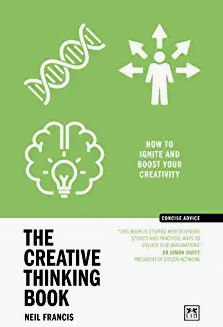 HOW TO
IGNITE AND
BOOST YOUR
CREATIVITY
CONCISE ADVICE
THE
CREATIVE
THINKING
BOOK
NEIL FRANCIS
"THIS BOOK IS STUFFED WITH INSPIRING
STORIES AND PRACTICAL WAYS TO
UNLOCK OUR IMAGINATIONS."
DR SIMON DUFFY,
PRESIDENT OF CITIZEN NETWORK
LID